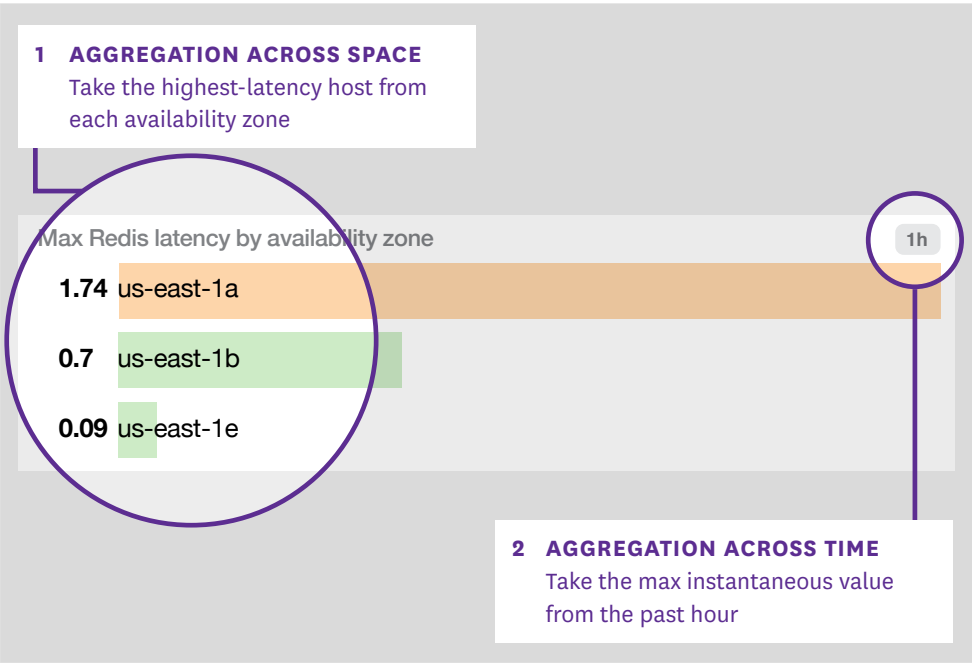 1 AGGREGATION ACROSS SPACE
Take the highest-latency host from
each availability zone
Max Redis latency by availability zone
1h
1.74 us-east-1a
0.7 us-east-1b
0.09 us-east-1e
2 AGGREGATION ACROSS TIME
Take the max instantaneous value
from the past hour